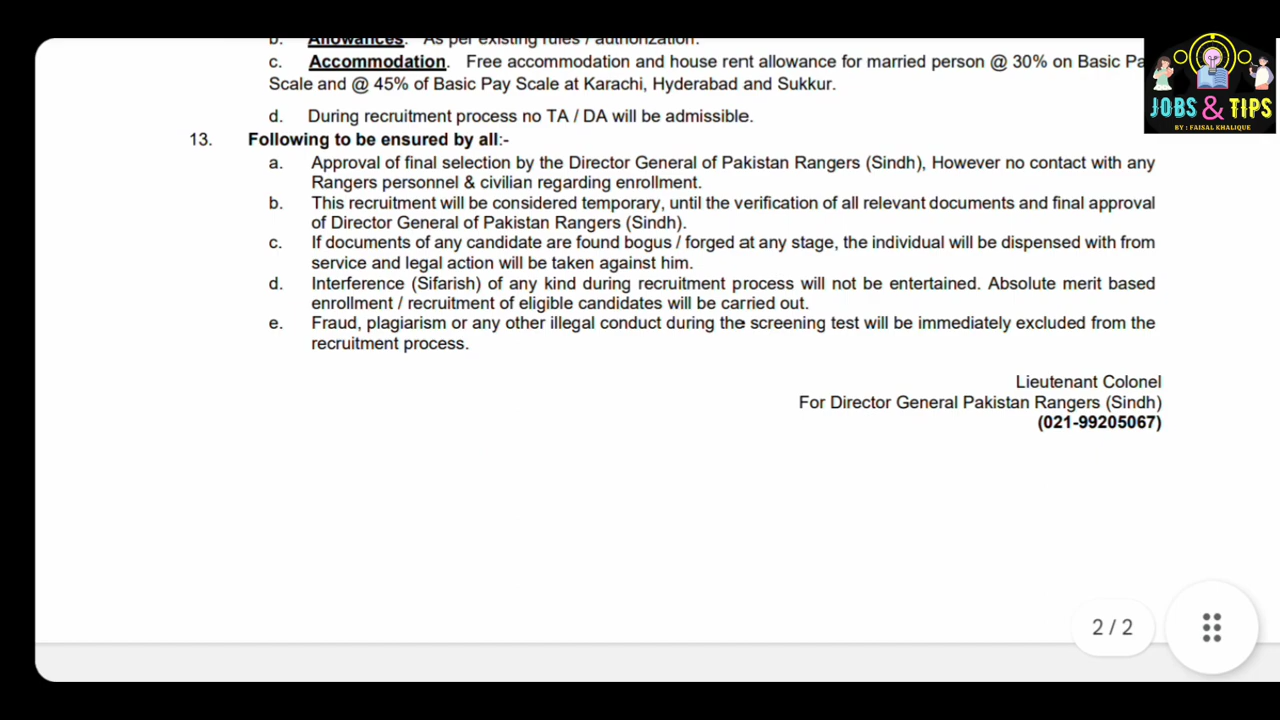 b. Allowances. As per existing rules / authorization.
c. Accommodation. Free accommodation and house rent allowance for married person @ 30% on Basic Pa
Scale and @ 45% of Basic Pay Scale at Karachi, Hyderabad and Sukkur.
d. During recruitment process no TA / DA will be admissible.
13. Following to be ensured by all:-
a. Approval of final selection by the Director General of Pakistan Rangers (Sindh), However no contact with any
Rangers personnel & civilian regarding enrollment.
b. This recruitment will be considered temporary, until the verification of all relevant documents and final approval
of Director General of Pakistan Rangers (Sindh).
c. If documents of any candidate are found bogus / forged at any stage, the individual will be dispensed with from
service and legal action will be taken against him.
d. Interference (Sifarish) of any kind during recruitment process will not be entertained. Absolute merit based
enrollment / recruitment of eligible candidates will be carried out.
e. Fraud, plagiarism or any other illegal conduct during the screening test will be immediately excluded from the
recruitment process.
Lieutenant Colonel
For Director General Pakistan Rangers (Sindh)
(021-99205067)
2 / 2
JOBS & TIPS
BY : FAISAL KHALIQUE